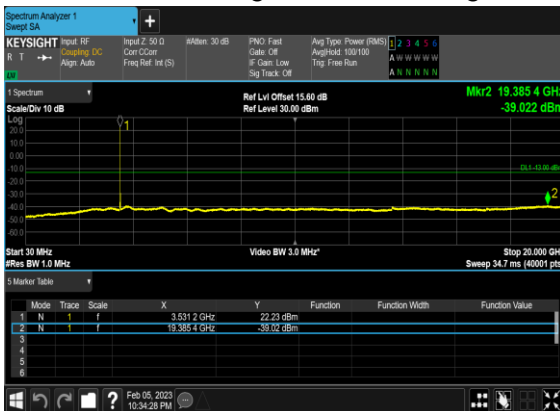 Spectrum Analyzer 1
Swept SA
KEYSIGHT
R T
LV
Input: RF
Coupling: DC
Align: Auto
Input Z: 50 Ω
Corr CCorr
Freq Ref: Int (S)
#Atten: 30 dB
PNO: Fast
Gate: Off
IF Gain: Low
Sig Track: Off
Avg Type: Power (RMS)
Avg|Hold: 100/100
Trig: Free Run
1 2 3 4 5 6
A W W W W W
A N N N N N
1 Spectrum
Scale/Div 10 dB
Ref Lvl Offset 15.60 dB
Ref Level 30.00 dBm
Mkr2 19.385 4 GHz
-39.022 dBm
Log
20.0
10.0
0.00
-10.0
-20.0
-30.0
-40.0
-50.0
-60.0
1
DL1 -13.00 dBm
2
Start 30 MHz
#Res BW 1.0 MHz
Video BW 3.0 MHz*
Stop 20.000 GHz
Sweep 34.7 ms (40001 pts)
5 Marker Table
Mode Trace Scale X Y Function Function Width Function Value
1 N 1 f 3.531 2 GHz 22.23 dBm
2 N 1 f 19.385 4 GHz -39.02 dBm
3
4
5
6
?
Feb 05, 2023
10:34:28 PM